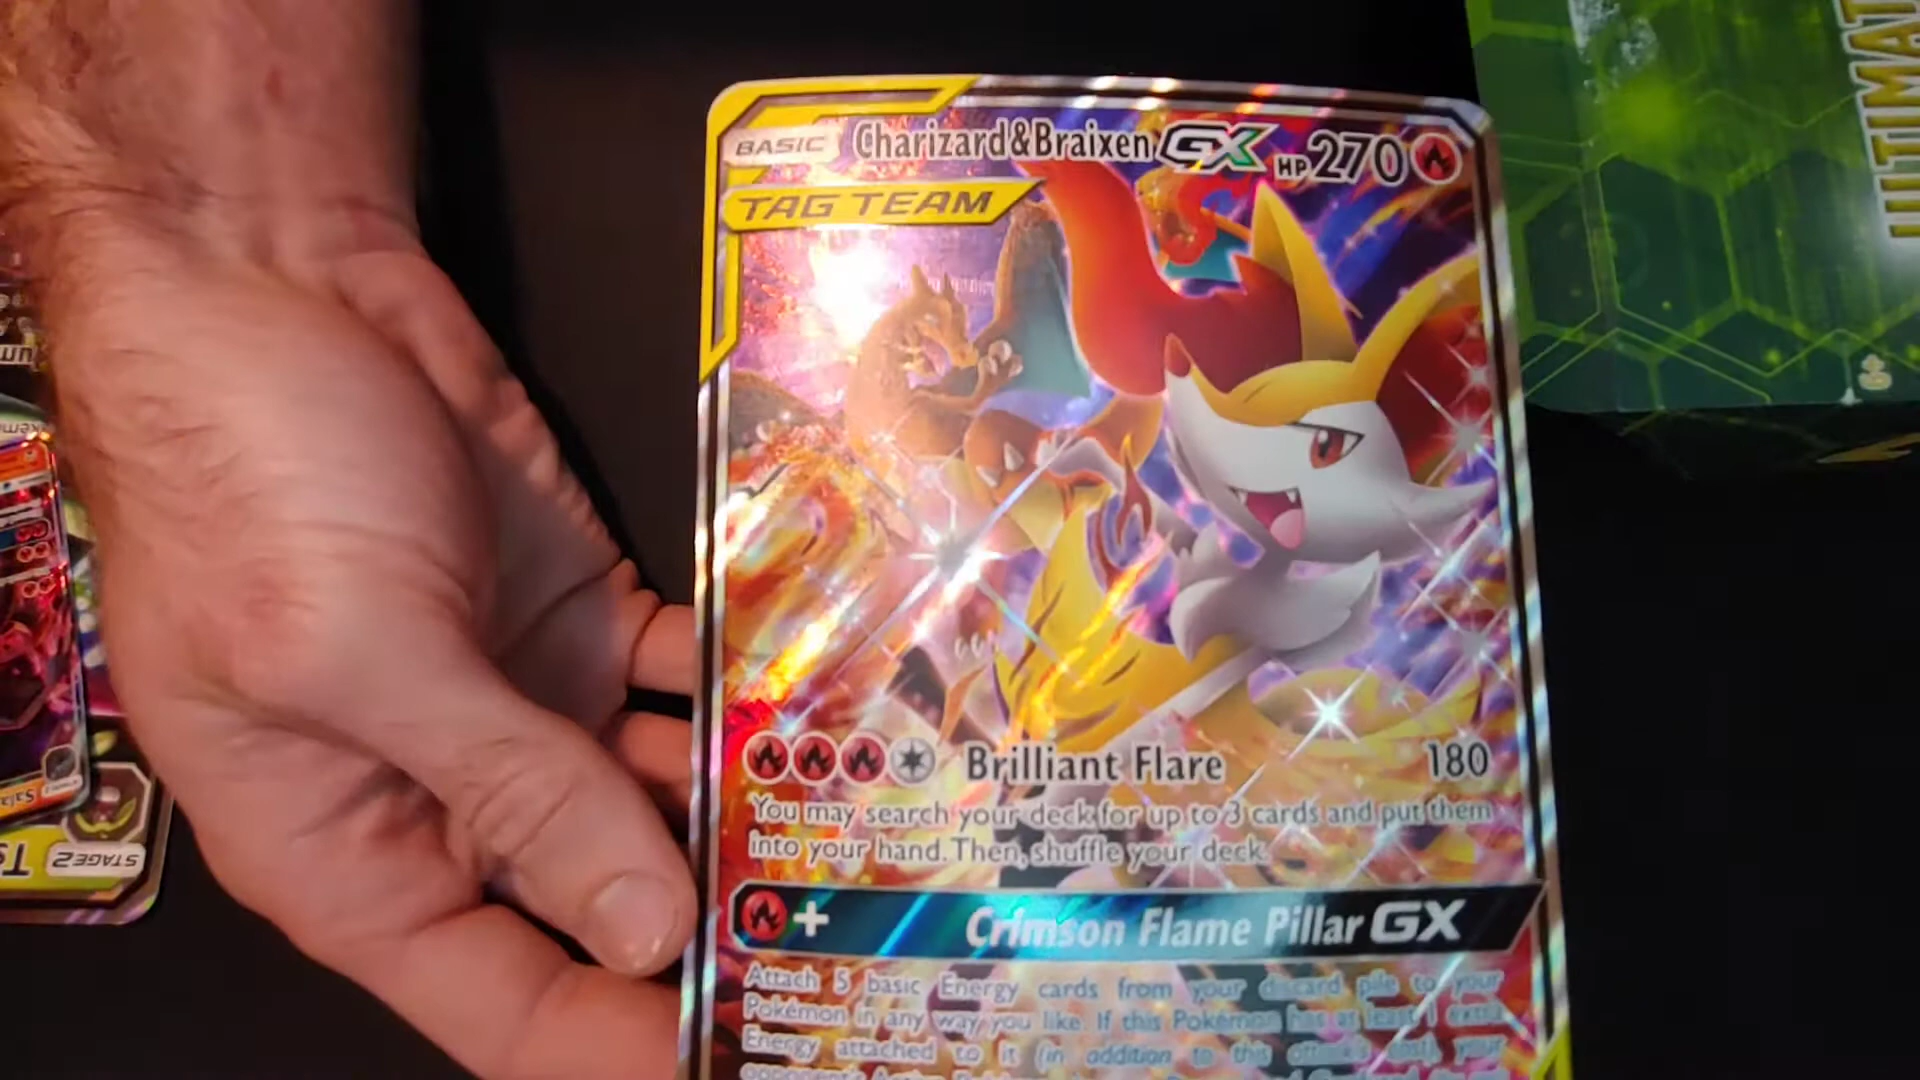 BASIC Charizard&Braixen GX HP 270
TAG TEAM
Brilliant Flare 180
You may search your deck for up to 3 cards and put them
into your hand. Then, shuffle your deck.
+ Crimson Flame Pillar GX
Attach 5 basic Energy cards from your discard pile to your
Pokémon in any way you like. If this Pokémon has at least 1 extra
Energy attached to it (in addition to this attack's cost), your
opponent's Active
ULTIMAT
STAGE2